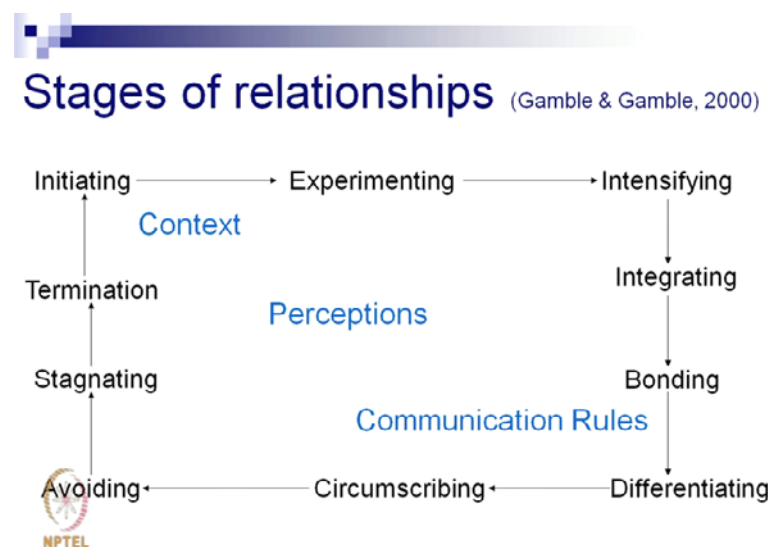 Stages of relationships (Gamble & Gamble, 2000)
Initiating Experimenting Intensifying
Context
Termination Integrating
Perceptions
Stagnating Bonding
Communication Rules
Avoiding Circumscribing Differentiating
NPTEL